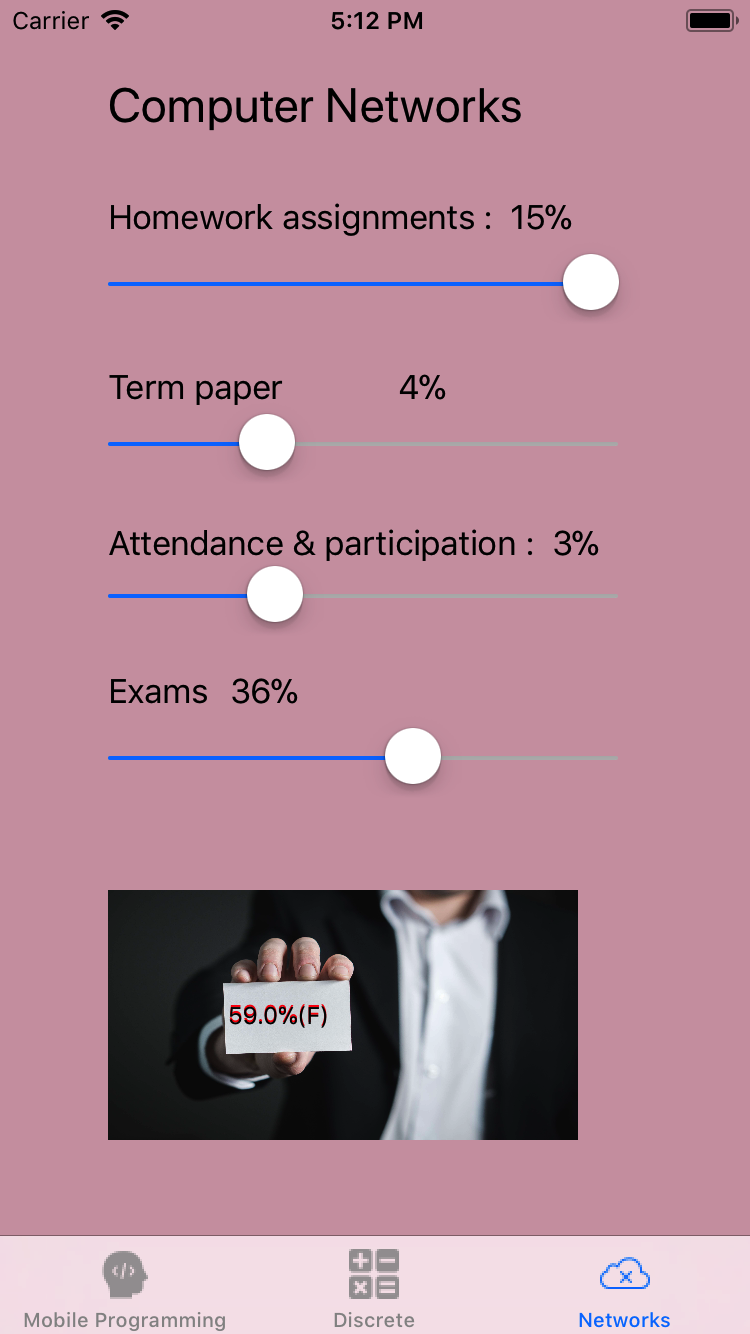 Carrier 5:12 PM
Computer Networks
Homework assignments : 15%
Term paper 4%
Attendance & participation : 3%
Exams 36%
59.0%(F)
Mobile Programming Discrete Networks